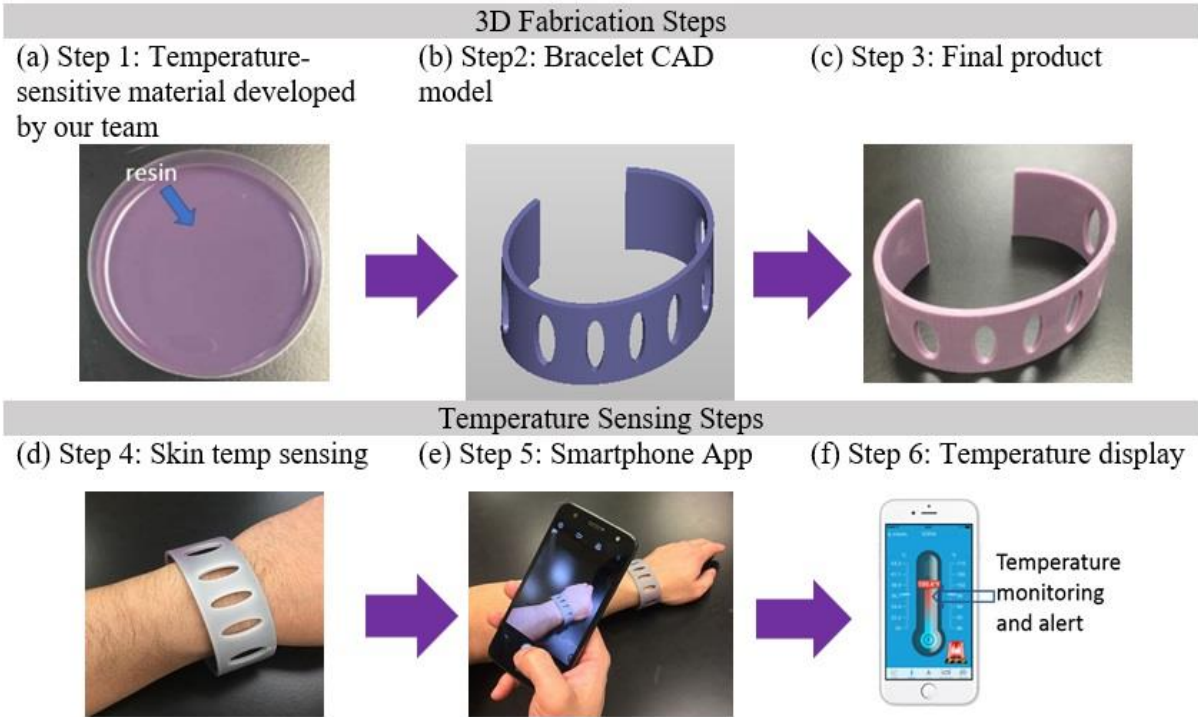 3D Fabrication Steps
(a) Step 1: Temperature-
sensitive material developed
by our team
(b) Step2: Bracelet CAD
model
(c) Step 3: Final product
resin
Temperature Sensing Steps
(d) Step 4: Skin temp sensing
(e) Step 5: Smartphone App
(f) Step 6: Temperature display
Temperature
monitoring
and alert